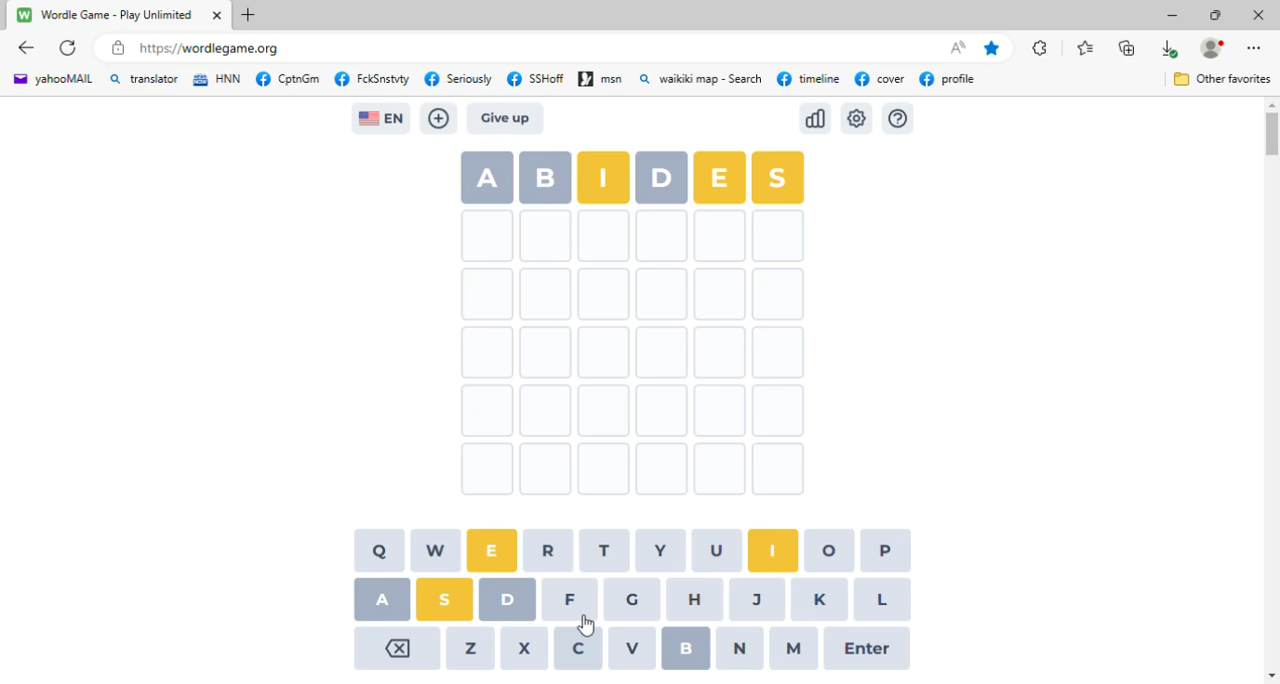 Wordle Game - Play Unlimited
https://wordlegame.org
yahooMAIL translator HNN CptnGm FckSnstvty Seriously SSHoff msn waikiki map - Search timeline cover profile Other favorites
EN Give up
A B I D E S
Q W E R T Y U I O P
A S D F G H J K L
Z X C V B N M Enter